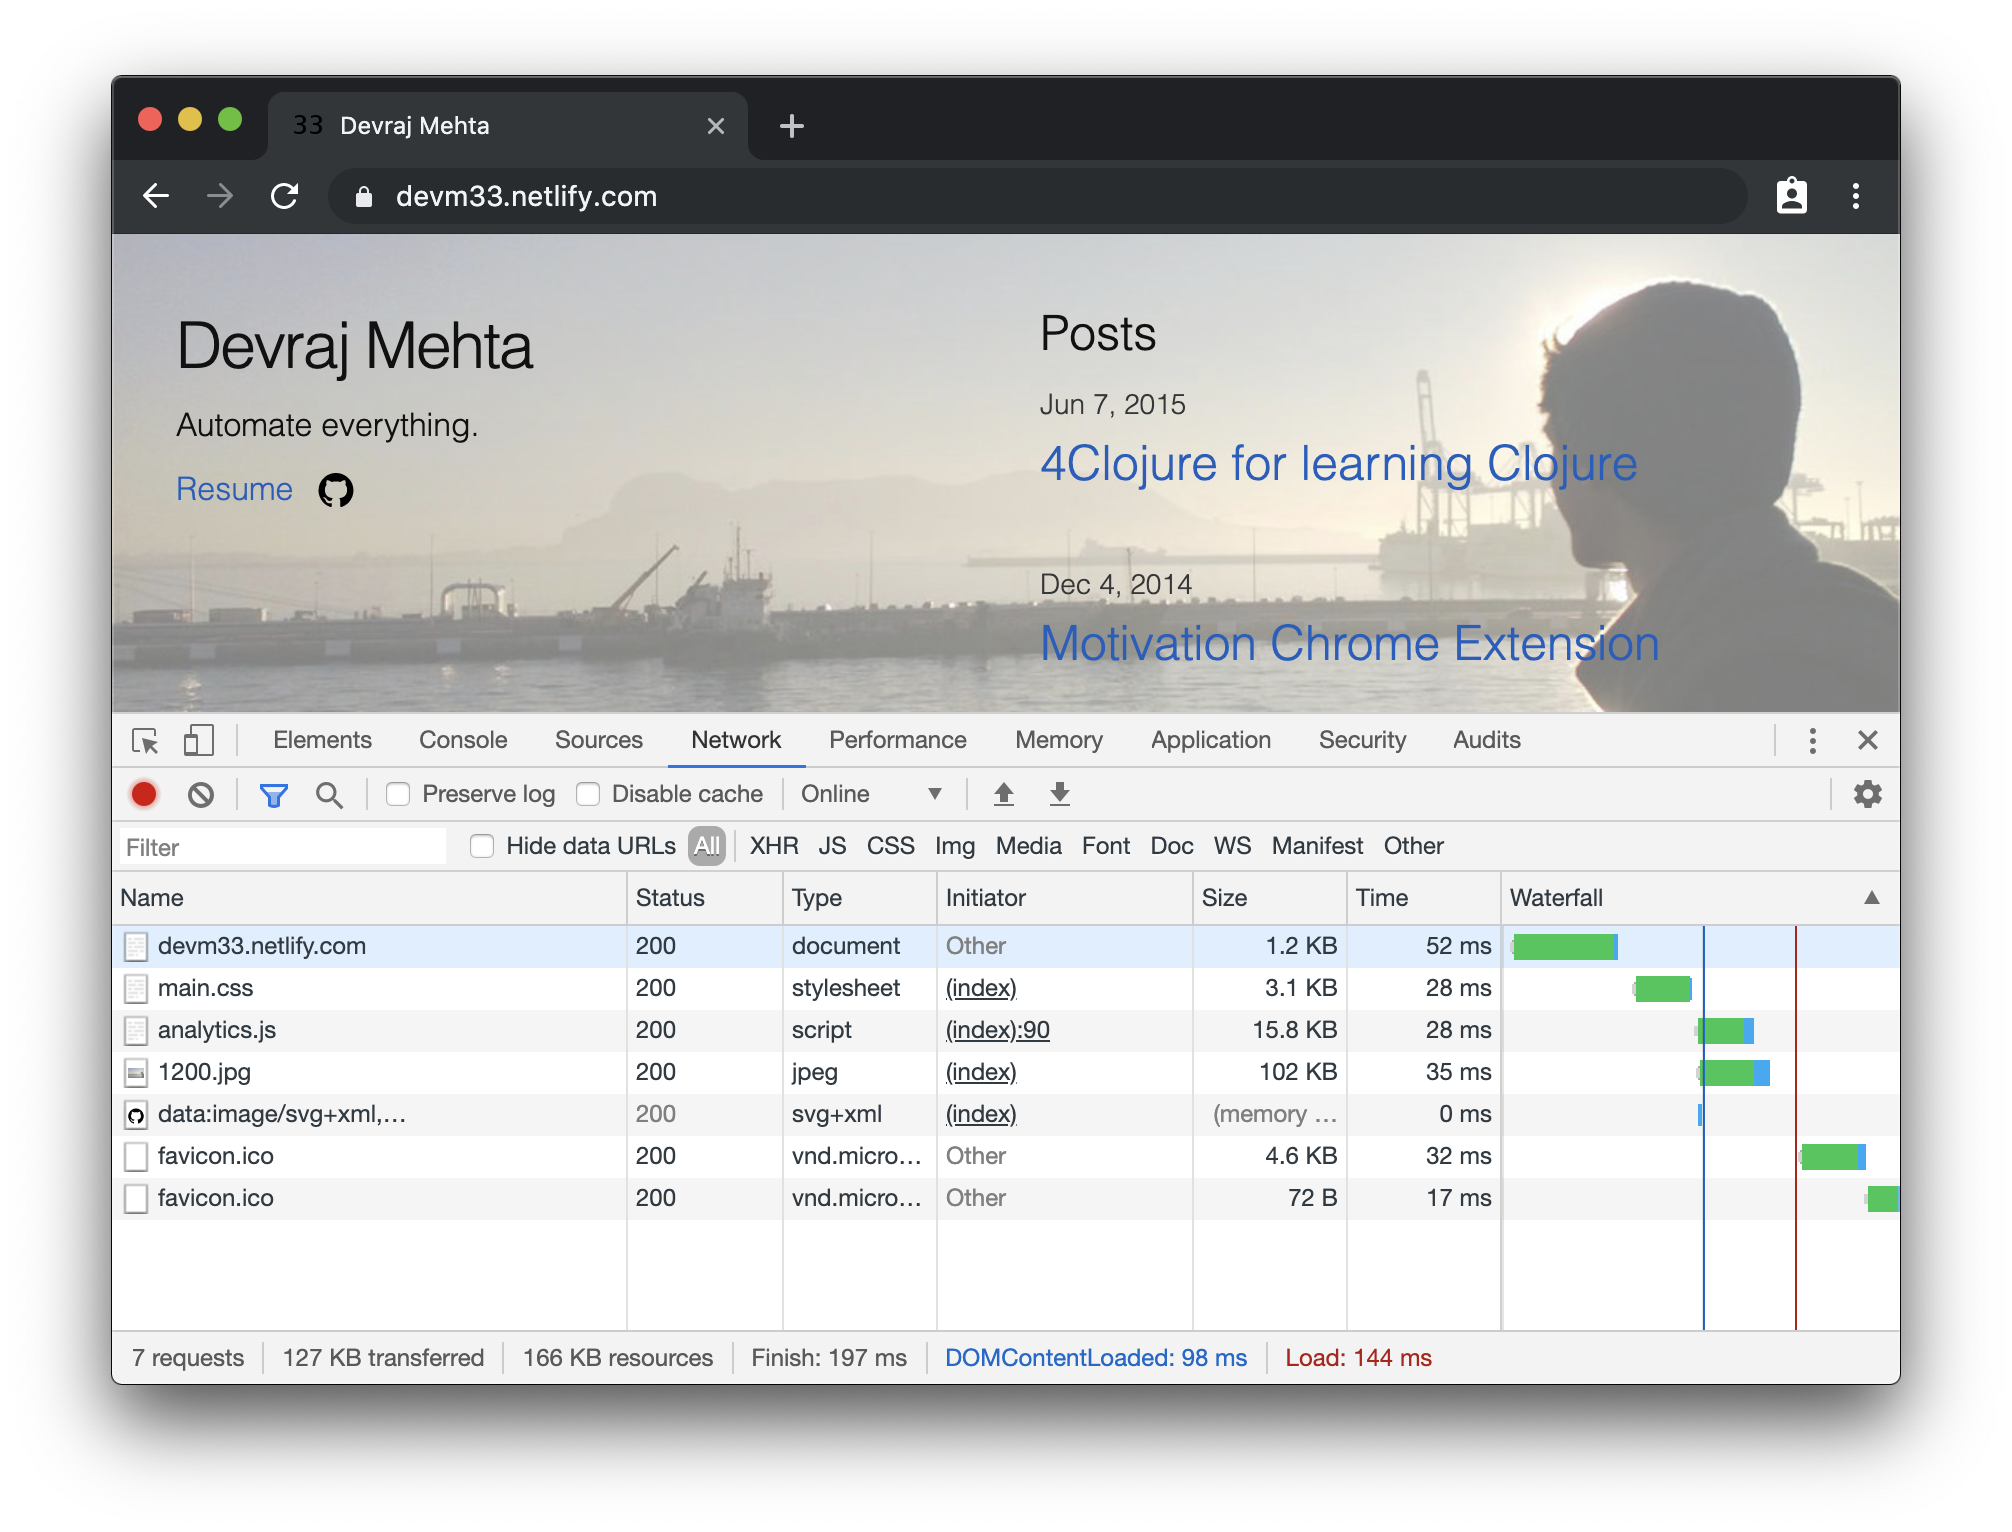 33 Devraj Mehta
devm33.netlify.com
Devraj Mehta
Automate everything.
Resume
Posts
Jun 7, 2015
4Clojure for learning Clojure
Dec 4, 2014
Motivation Chrome Extension
Elements Console Sources Network Performance Memory Application Security Audits
Preserve log Disable cache Online
Filter Hide data URLs All XHR JS CSS Img Media Font Doc WS Manifest Other
Name Status Type Initiator Size Time Waterfall
devm33.netlify.com 200 document Other 1.2 KB 52 ms
main.css 200 stylesheet (index) 3.1 KB 28 ms
analytics.js 200 script (index):90 15.8 KB 28 ms
1200.jpg 200 jpeg (index) 102 KB 35 ms
data:image/svg+xml,… 200 svg+xml (index) (memory … 0 ms
favicon.ico 200 vnd.micro… Other 4.6 KB 32 ms
favicon.ico 200 vnd.micro… Other 72 B 17 ms
7 requests 127 KB transferred 166 KB resources Finish: 197 ms DOMContentLoaded: 98 ms Load: 144 ms